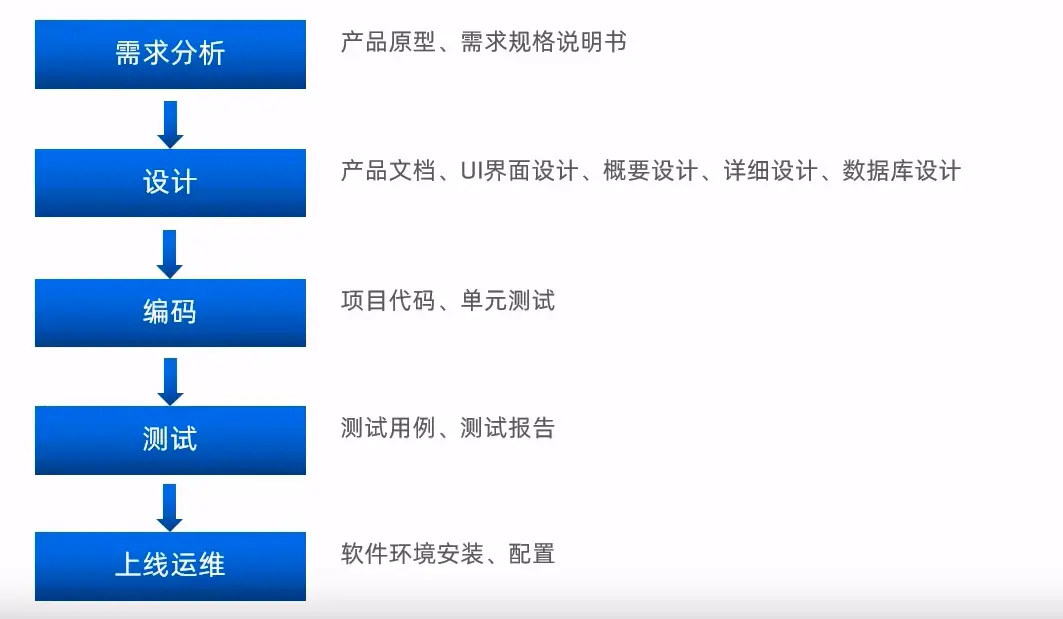 需求分析
产品原型、需求规格说明书
设计
产品文档、UI界面设计、概要设计、详细设计、数据库设计
编码
项目代码、单元测试
测试
测试用例、测试报告
上线运维
软件环境安装、配置